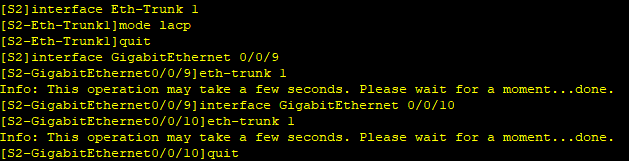 [S2]interface Eth-Trunk 1
[S2-Eth-Trunk1]mode lacp
[S2-Eth-Trunk1]quit
[S2]interface GigabitEthernet 0/0/9
[S2-GigabitEthernet0/0/9]eth-trunk 1
Info: This operation may take a few seconds. Please wait for a moment...done.
[S2-GigabitEthernet0/0/9]interface GigabitEthernet 0/0/10
[S2-GigabitEthernet0/0/10]eth-trunk 1
Info: This operation may take a few seconds. Please wait for a moment...done.
[S2-GigabitEthernet0/0/10]quit